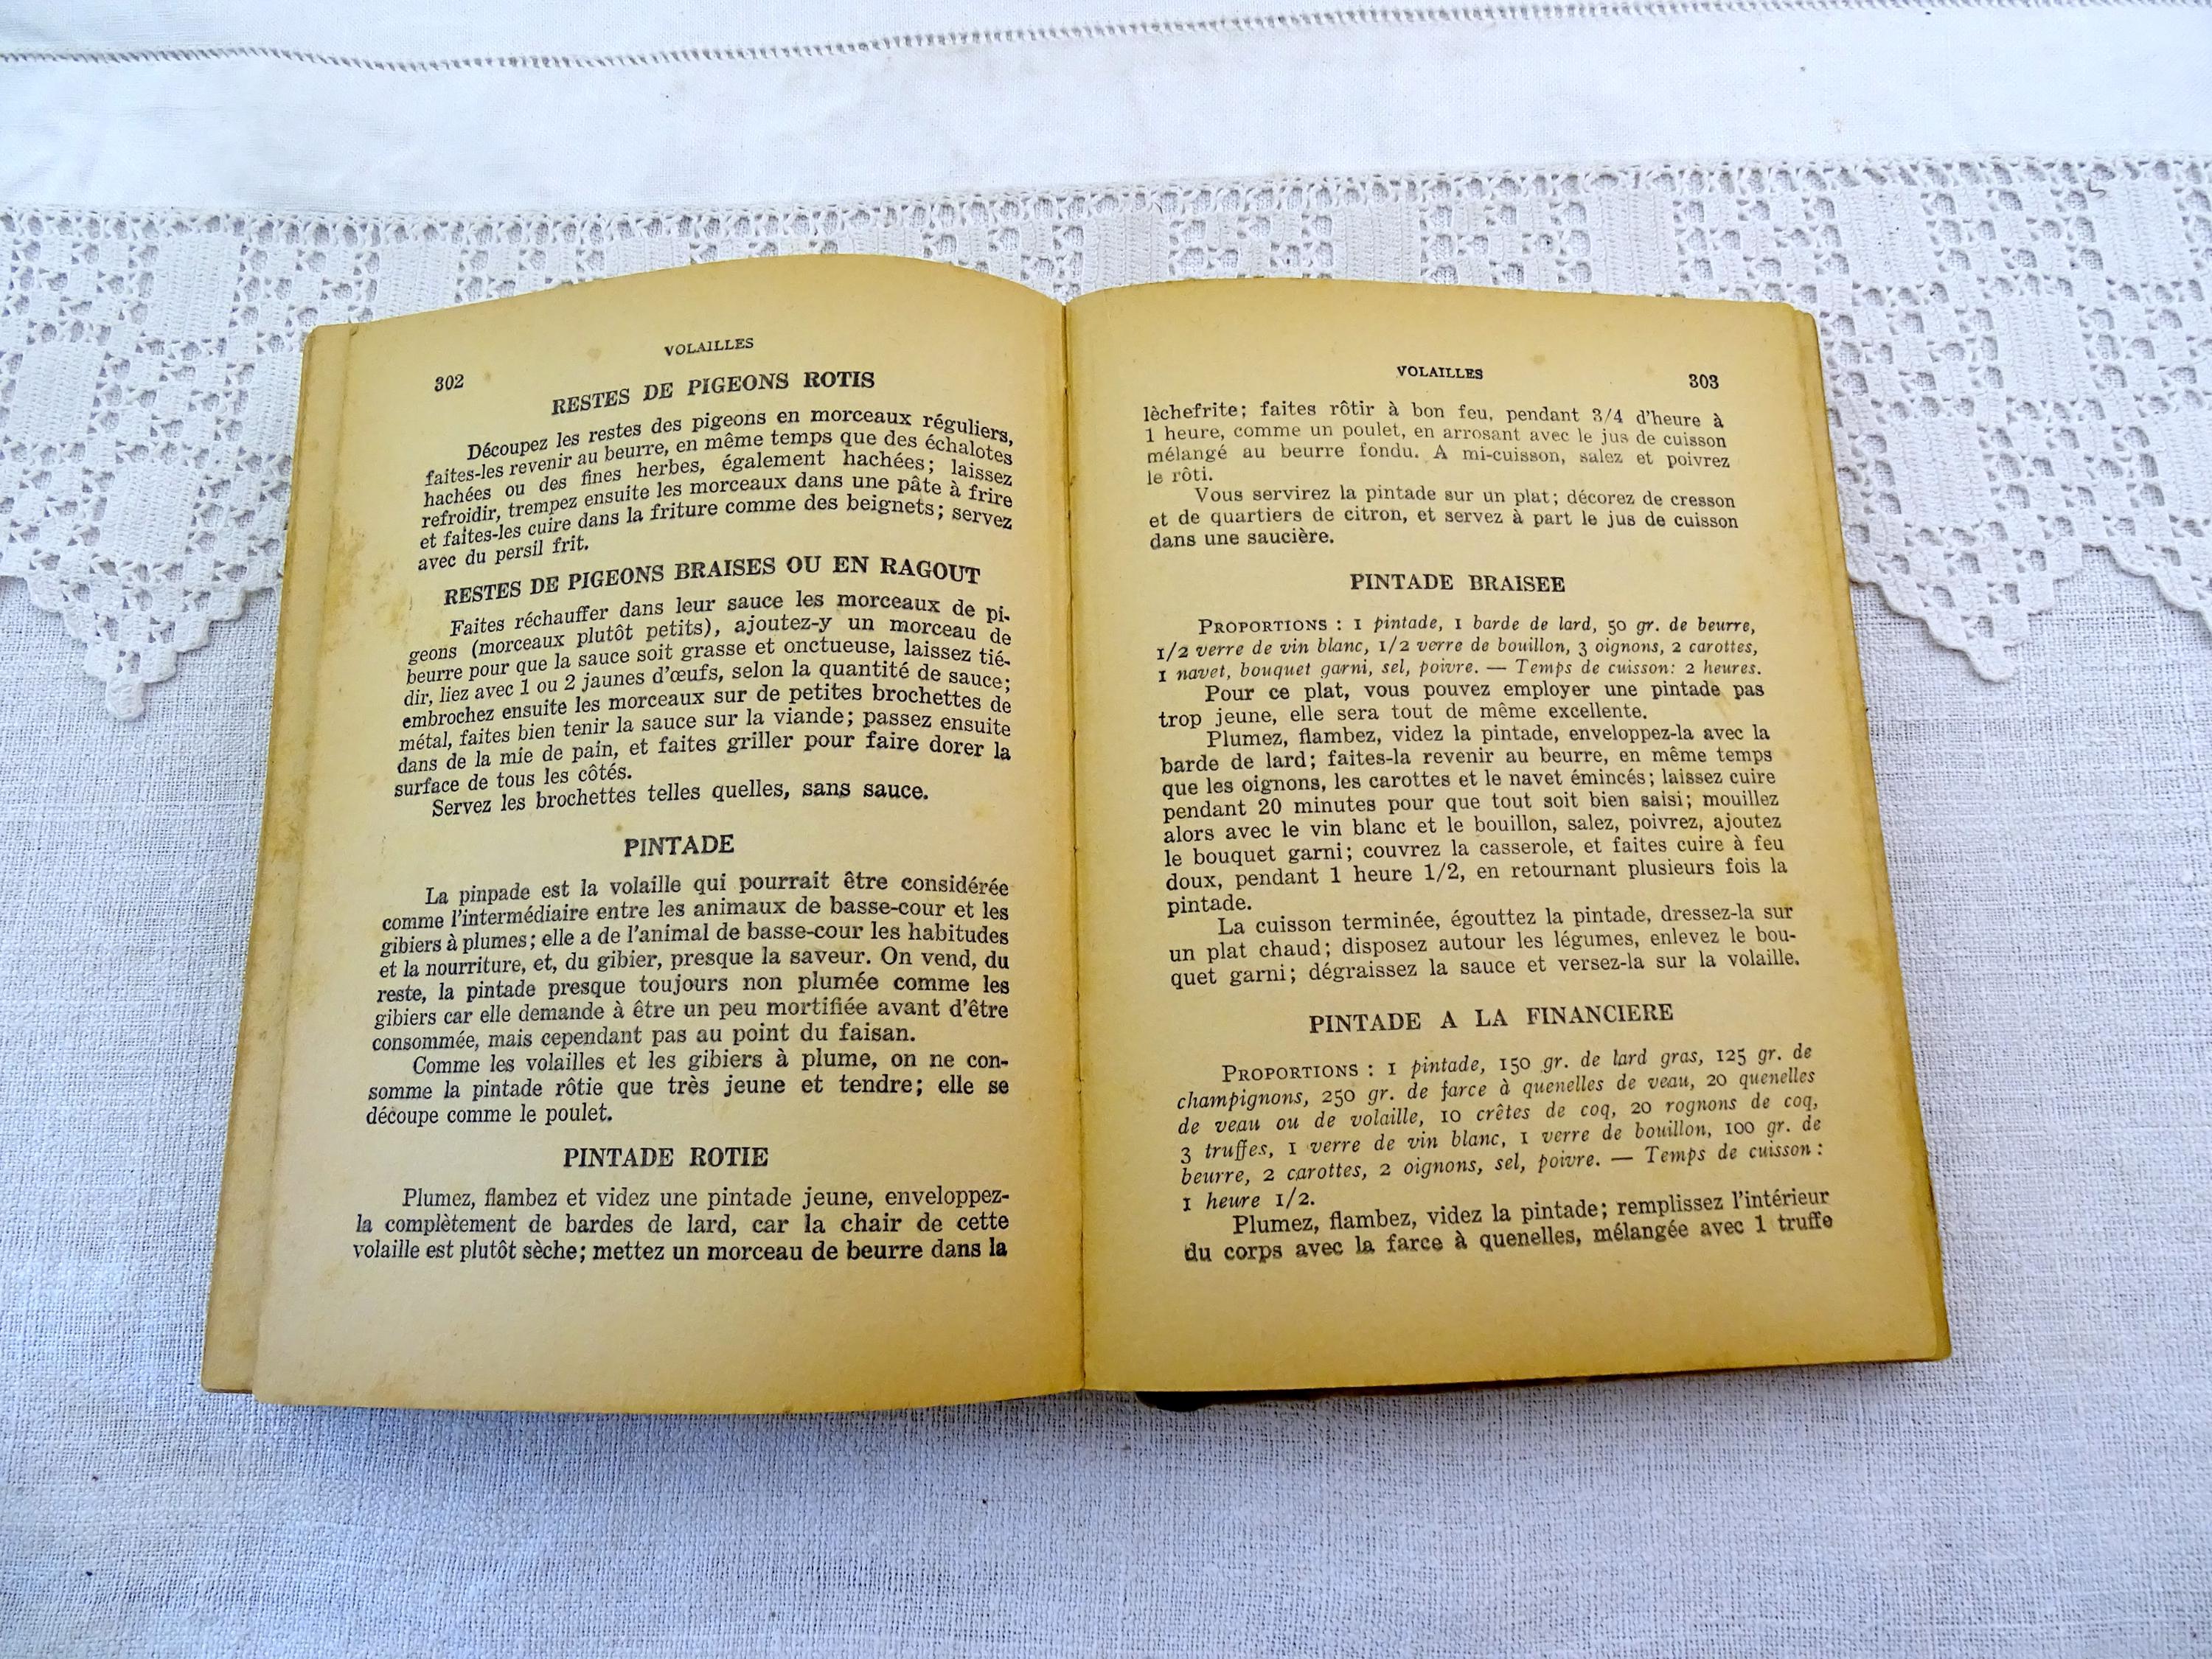 VOLAILLES
302
RESTES DE PIGEONS ROTIS
Découpez les restes des pigeons en morceaux réguliers,
faites-les revenir au beurre, en même temps que des échalotes
hachées ou des fines herbes, également hachées; laissez
refroidir, trempez ensuite les morceaux dans une pâte à frire
et faites-les cuire dans la friture comme des beignets; servez
avec du persil frit.
RESTES DE PIGEONS BRAISES OU EN RAGOUT
Faites réchauffer dans leur sauce les morceaux de pi-
geons (morceaux plutôt petits), ajoutez-y un morceau de
beurre pour que la sauce soit grasse et onctueuse, laissez tié-
dir, liez avec 1 ou 2 jaunes d'œufs, selon la quantité de sauce;
embrochez ensuite les morceaux sur de petites brochettes de
métal, faites bien tenir la sauce sur la viande; passez ensuite
dans de la mie de pain, et faites griller pour faire dorer la
surface de tous les côtés.
Servez les brochettes telles quelles, sans sauce.
PINTADE
La pinpade est la volaille qui pourrait être considérée
comme l'intermédiaire entre les animaux de basse-cour et les
gibiers à plumes; elle a de l'animal de basse-cour les habitudes
et la nourriture, et, du gibier, presque la saveur. On vend, du
reste, la pintade presque toujours non plumée comme les
gibiers car elle demande à être un peu mortifiée avant d'être
consommée, mais cependant pas au point du faisan.
Comme les volailles et les gibiers à plume, on ne con-
somme la pintade rôtie que très jeune et tendre; elle se
découpe comme le poulet.
PINTADE ROTIE
Plumez, flambez et videz une pintade jeune, enveloppez-
la complètement de bardes de lard, car la chair de cette
volaille est plutôt sèche; mettez un morceau de beurre dans la
VOLAILLES
303
lèchefrite; faites rôtir à bon feu, pendant 3/4 d'heure à
1 heure, comme un poulet, en arrosant avec le jus de cuisson
mélangé au beurre fondu. A mi-cuisson, salez et poivrez
le rôti.
Vous servirez la pintade sur un plat; décorez de cresson
et de quartiers de citron, et servez à part le jus de cuisson
dans une saucière.
PINTADE BRAISEE
PROPORTIONS : 1 pintade, 1 barde de lard, 50 gr. de beurre,
1/2 verre de vin blanc, 1/2 verre de bouillon, 3 oignons, 2 carottes,
1 navet, bouquet garni, sel, poivre. — Temps de cuisson: 2 heures.
Pour ce plat, vous pouvez employer une pintade pas
trop jeune, elle sera tout de même excellente.
Plumez, flambez, videz la pintade, enveloppez-la avec la
barde de lard; faites-la revenir au beurre, en même temps
que les oignons, les carottes et le navet émincés; laissez cuire
pendant 20 minutes pour que tout soit bien saisi; mouillez
alors avec le vin blanc et le bouillon, salez, poivrez, ajoutez
le bouquet garni; couvrez la casserole, et faites cuire à feu
doux, pendant 1 heure 1/2, en retournant plusieurs fois la
pintade.
La cuisson terminée, égouttez la pintade, dressez-la sur
un plat chaud; disposez autour les légumes, enlevez le bou-
quet garni; dégraissez la sauce et versez-la sur la volaille.
PINTADE A LA FINANCIERE
PROPORTIONS : 1 pintade, 150 gr. de lard gras, 125 gr. de
champignons, 250 gr. de farce à quenelles de veau, 20 quenelles
de veau ou de volaille, 10 crêtes de coq, 20 rognons de coq,
3 truffes, 1 verre de vin blanc, 1 verre de bouillon, 100 gr. de
beurre, 2 carottes, 2 oignons, sel, poivre. — Temps de cuisson :
1 heure 1/2.
Plumez, flambez, videz la pintade; remplissez l'intérieur
du corps avec la farce à quenelles, mélangée avec 1 truffe